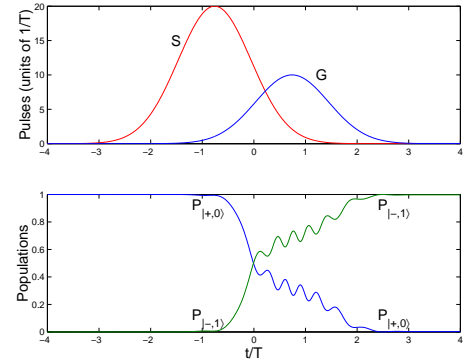 Pulses (units of 1/T)
20
15
10
5
0
S
G
−4 −3 −2 −1 0 1 2 3 4
Populations
1
0.8
0.6
0.4
0.2
0
P|+,0⟩
P|−,1⟩
P|−,1⟩
P|+,0⟩
−4 −3 −2 −1 0 1 2 3 4
t/T